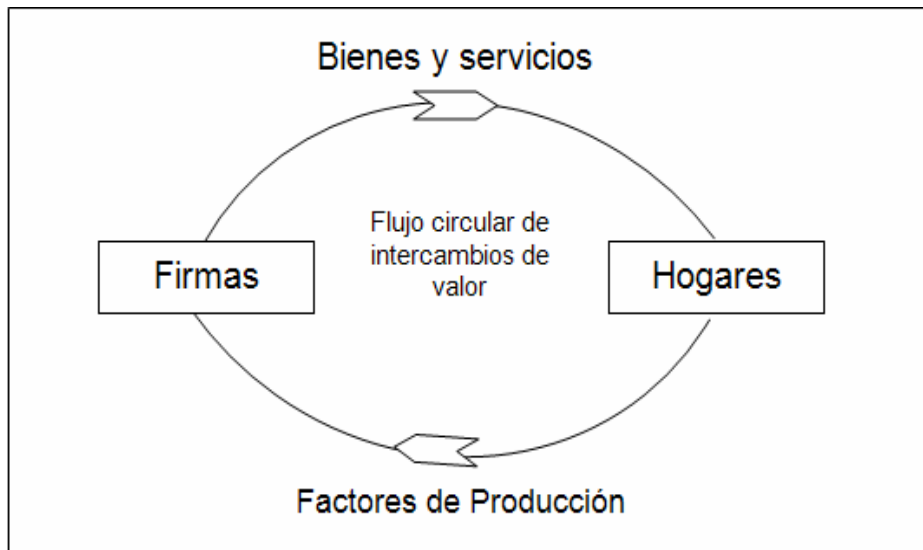 Bienes y servicios
Flujo circular de
intercambios de
valor
Firmas
Hogares
Factores de Producción